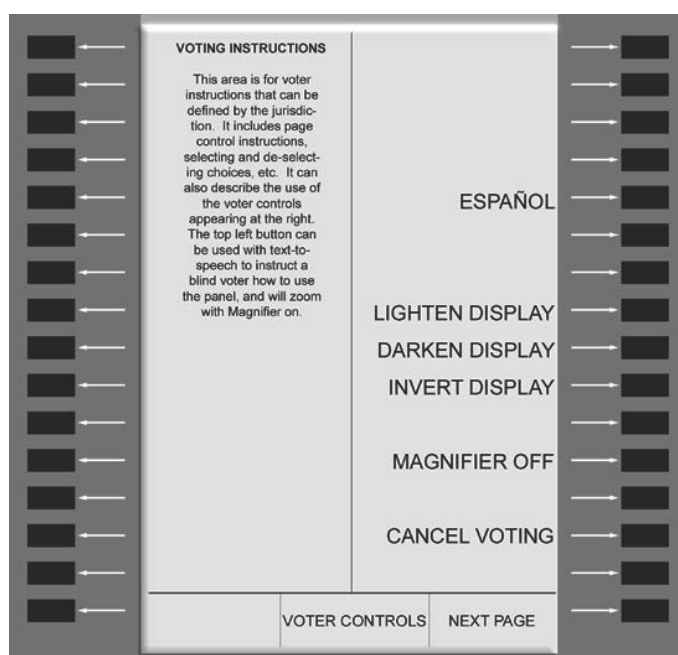 VOTING INSTRUCTIONS
This area is for voter
instructions that can be
defined by the jurisdic-
tion. It includes page
control instructions,
selecting and de-select-
ing choices, etc. It can
also describe the use of
the voter controls
appearing at the right.
The top left button can
be used with text-to-
speech to instruct a
blind voter how to use
the panel, and will zoom
with Magnifier on.
ESPAÑOL
LIGHTEN DISPLAY
DARKEN DISPLAY
INVERT DISPLAY
MAGNIFIER OFF
CANCEL VOTING
VOTER CONTROLS
NEXT PAGE